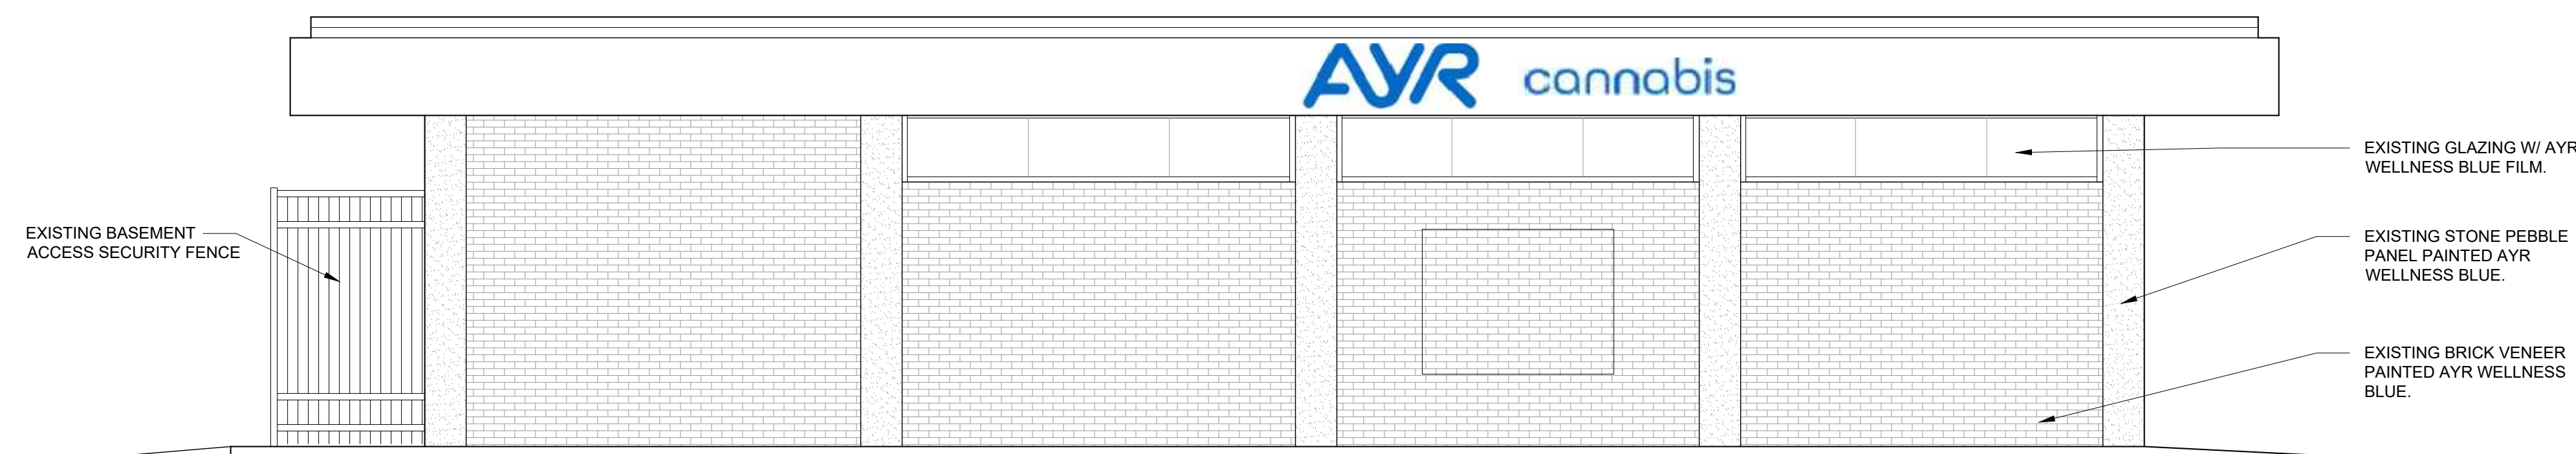 AYR cannabis
EXISTING GLAZING W/ AYR
WELLNESS BLUE FILM.
EXISTING BASEMENT
ACCESS SECURITY FENCE
EXISTING STONE PEBBLE
PANEL PAINTED AYR
WELLNESS BLUE.
EXISTING BRICK VENEER
PAINTED AYR WELLNESS
BLUE.